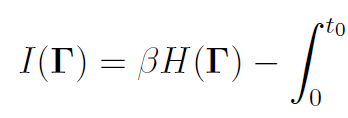 I(𝚪) = βH(𝚪) − ∫₀^{t₀}